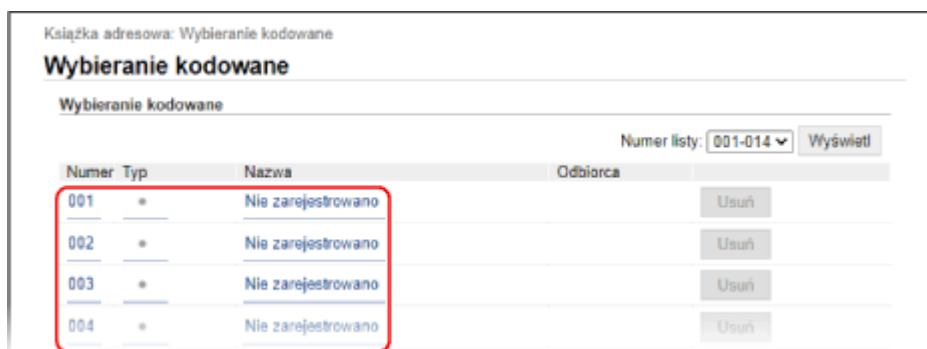 Książka adresowa: Wybieranie kodowane
Wybieranie kodowane
Wybieranie kodowane
Numer listy: 001-014 Wyświetl
Numer Typ Nazwa Odbiorca
001 Nie zarejestrowano Usuń
002 Nie zarejestrowano Usuń
003 Nie zarejestrowano Usuń
004 Nie zarejestrowano Usuń